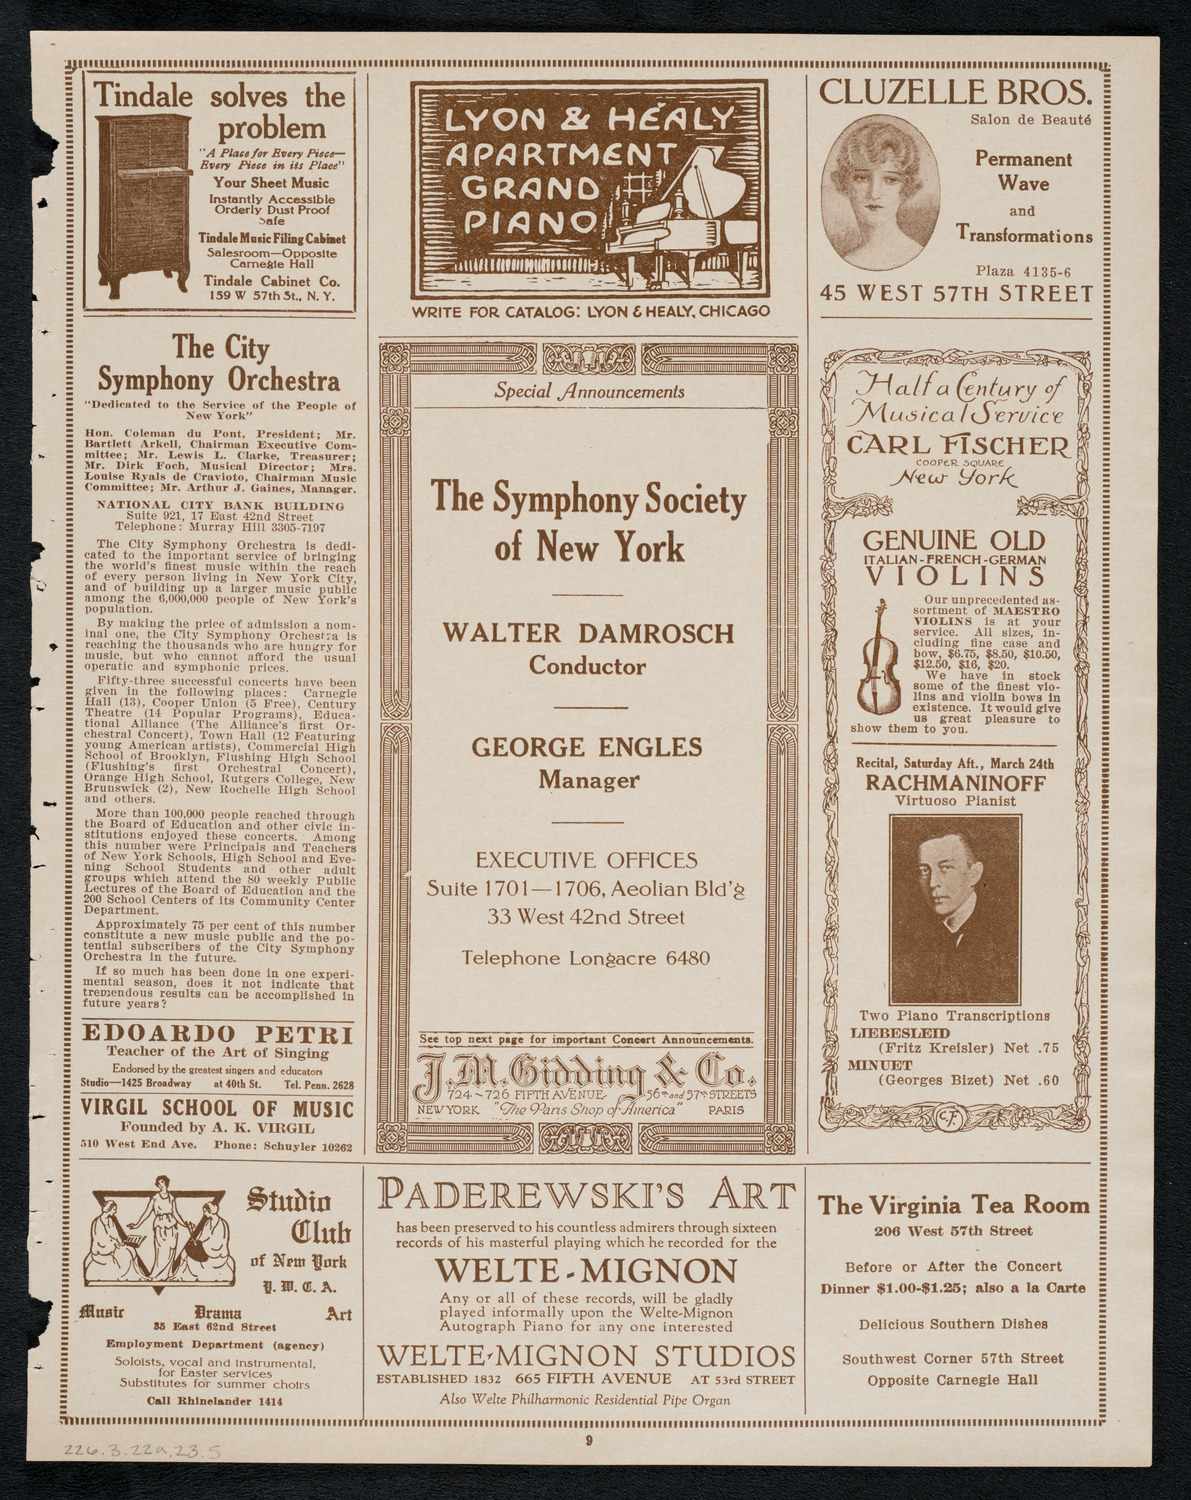 Tindale solves the
problem
"A Place for Every Piece—
Every Piece in its Place"
Your Sheet Music
Instantly Accessible
Orderly Dust Proof
Safe
Tindale Music Filing Cabinet
Salesroom—Opposite
Carnegie Hall
Tindale Cabinet Co.
159 W 57th St., N. Y.
The City
Symphony Orchestra
"Dedicated to the Service of the People of
New York"
Hon. Coleman du Pont, President; Mr.
Bartlett Arkell, Chairman Executive Com-
mittee; Mr. Lewis L. Clarke, Treasurer;
Mr. Dirk Foch, Musical Director; Mrs.
Louise Ryals de Cravioto, Chairman Music
Committee; Mr. Arthur J. Gaines, Manager.
NATIONAL CITY BANK BUILDING
Suite 921, 17 East 42nd Street
Telephone: Murray Hill 3305-7197
The City Symphony Orchestra is dedi-
cated to the important service of bringing
the world's finest music within the reach
of every person living in New York City,
and of building up a larger music public
among the 6,000,000 people of New York's
population.
By making the price of admission a nom-
inal one, the City Symphony Orchestra is
reaching the thousands who are hungry for
music, but who cannot afford the usual
operatic and symphonic prices.
Fifty-three successful concerts have been
given in the following places: Carnegie
Hall (13), Cooper Union (5 Free), Century
Theatre (14 Popular Programs), Educa-
tional Alliance (The Alliance's first Or-
chestral Concert), Town Hall (12 Featuring
young American artists), Commercial High
School of Brooklyn, Flushing High School
(Flushing's first Orchestral Concert),
Orange High School, Rutgers College, New
Brunswick (2), New Rochelle High School
and others.
More than 100,000 people reached through
the Board of Education and other civic in-
stitutions enjoyed these concerts. Among
this number were Principals and Teachers
of New York Schools, High School and Eve-
ning School Students and other adult
groups which attend the 80 weekly Public
Lectures of the Board of Education and the
200 School Centers of its Community Center
Department.
Approximately 75 per cent of this number
constitute a new music public and the po-
tential subscribers of the City Symphony
Orchestra in the future.
If so much has been done in one experi-
mental season, does it not indicate that
tremendous results can be accomplished in
future years?
EDOARDO PETRI
Teacher of the Art of Singing
Endorsed by the greatest singers and educators
Studio—1425 Broadway at 40th St. Tel. Penn. 2628
VIRGIL SCHOOL OF MUSIC
Founded by A. K. VIRGIL
510 West End Ave. Phone: Schuyler 10262
LYON & HEALY
APARTMENT
GRAND
PIANO
WRITE FOR CATALOG: LYON & HEALY, CHICAGO
Special Announcements
The Symphony Society
of New York
WALTER DAMROSCH
Conductor
GEORGE ENGLES
Manager
EXECUTIVE OFFICES
Suite 1701—1706, Aeolian Bld'g
33 West 42nd Street
Telephone Longacre 6480
See top next page for important Concert Announcements.
J.M. Gidding & Co.
724-726 FIFTH AVENUE- 56th and 57th STREETS
NEW YORK "The Paris Shop of America" PARIS
CLUZELLE BROS.
Salon de Beauté
Permanent
Wave
and
Transformations
Plaza 4135-6
45 WEST 57TH STREET
Half a Century of
Musical Service
CARL FISCHER
COOPER SQUARE
New York
GENUINE OLD
ITALIAN-FRENCH-GERMAN
VIOLINS
Our unprecedented as-
sortment of MAESTRO
VIOLINS is at your
service. All sizes, in-
cluding fine case and
bow, $6.75, $8.50, $10.50,
$12.50, $16, $20.
We have in stock
some of the finest vio-
lins and violin bows in
existence. It would give
us great pleasure to
show them to you.
Recital, Saturday Aft., March 24th
RACHMANINOFF
Virtuoso Pianist
Two Piano Transcriptions
LIEBESLEID
(Fritz Kreisler) Net .75
MINUET
(Georges Bizet) Net .60
C.F.
Studio
Club
of New York
Y. W. C. A.
Music Drama Art
35 East 62nd Street
Employment Department (agency)
Soloists, vocal and instrumental,
for Easter services
Substitutes for summer choirs
Call Rhinelander 1414
PADEREWSKI'S ART
has been preserved to his countless admirers through sixteen
records of his masterful playing which he recorded for the
WELTE-MIGNON
Any or all of these records, will be gladly
played informally upon the Welte-Mignon
Autograph Piano for any one interested
WELTE-MIGNON STUDIOS
ESTABLISHED 1832 665 FIFTH AVENUE AT 53rd STREET
Also Welte Philharmonic Residential Pipe Organ
The Virginia Tea Room
206 West 57th Street
Before or After the Concert
Dinner $1.00-$1.25; also a la Carte
Delicious Southern Dishes
Southwest Corner 57th Street
Opposite Carnegie Hall
9
226.3.22a.23.5